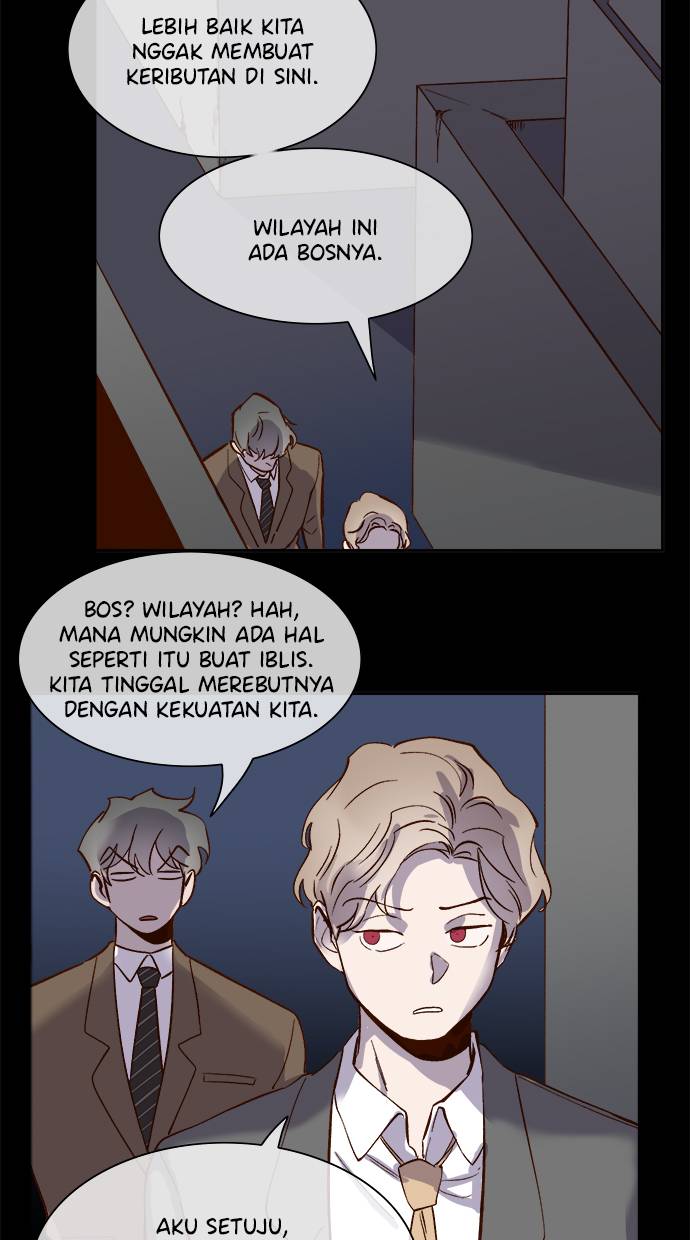 LEBIH BAIK KITA
NGGAK MEMBUAT
KERIBUTAN DI SINI.
WILAYAH INI
ADA BOSNYA.
BOS? WILAYAH? HAH,
MANA MUNGKIN ADA HAL
SEPERTI ITU BUAT IBLIS.
KITA TINGGAL MEREBUTNYA
DENGAN KEKUATAN KITA.
AKU SETUJU,